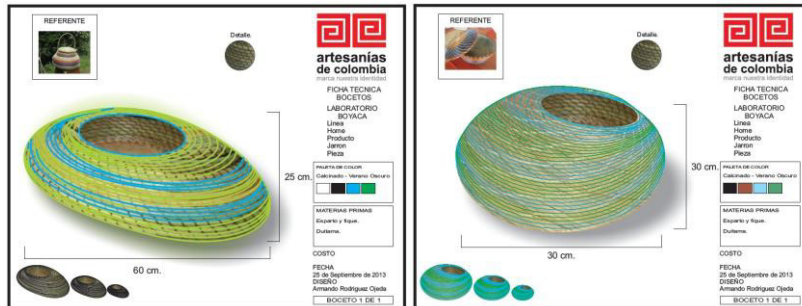 REFERENTE
Detalle.
artesanías
de colombia
marca nuestra identidad
FICHA TECNICA
BOCETOS
LABORATORIO
BOYACA
Linea
Home
Producto
Jarron
Pieza
PALETA DE COLOR
Calcinado - Verano Oscuro
MATERIAS PRIMAS
Esparto y fique.
Duitama.
COSTO
FECHA
25 de Septiembre de 2013
DISEÑO
Armando Rodriguez Ojeda
BOCETO 1 DE 1
25 cm.
60 cm.
REFERENTE
Detalle.
artesanías
de colombia
marca nuestra identidad
FICHA TECNICA
BOCETOS
LABORATORIO
BOYACA
Linea
Home
Producto
Jarron
Pieza
PALETA DE COLOR
Calcinado - Verano Oscuro
MATERIAS PRIMAS
Esparto y fique.
Duitama.
COSTO
FECHA
25 de Septiembre de 2013
DISEÑO
Armando Rodriguez Ojeda
BOCETO 1 DE 1
30 cm.
30 cm.